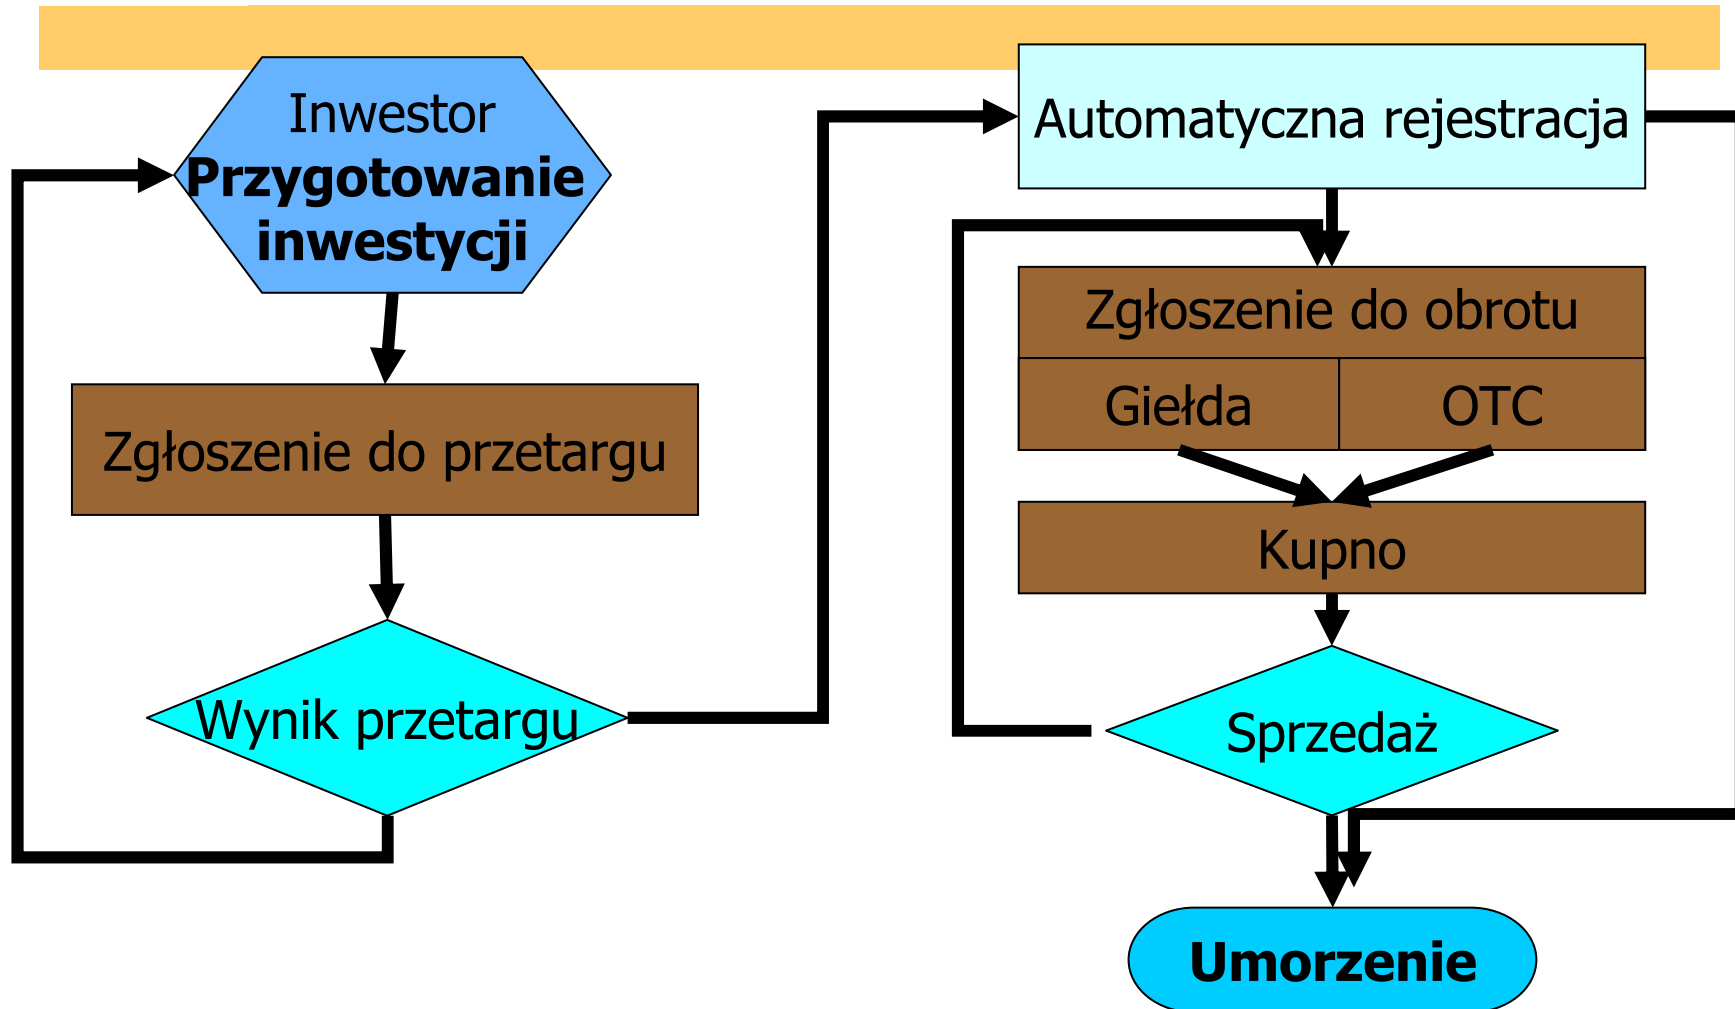 Inwestor
Przygotowanie
inwestycji
Zgłoszenie do przetargu
Wynik przetargu
Automatyczna rejestracja
Zgłoszenie do obrotu
Giełda
OTC
Kupno
Sprzedaż
Umorzenie